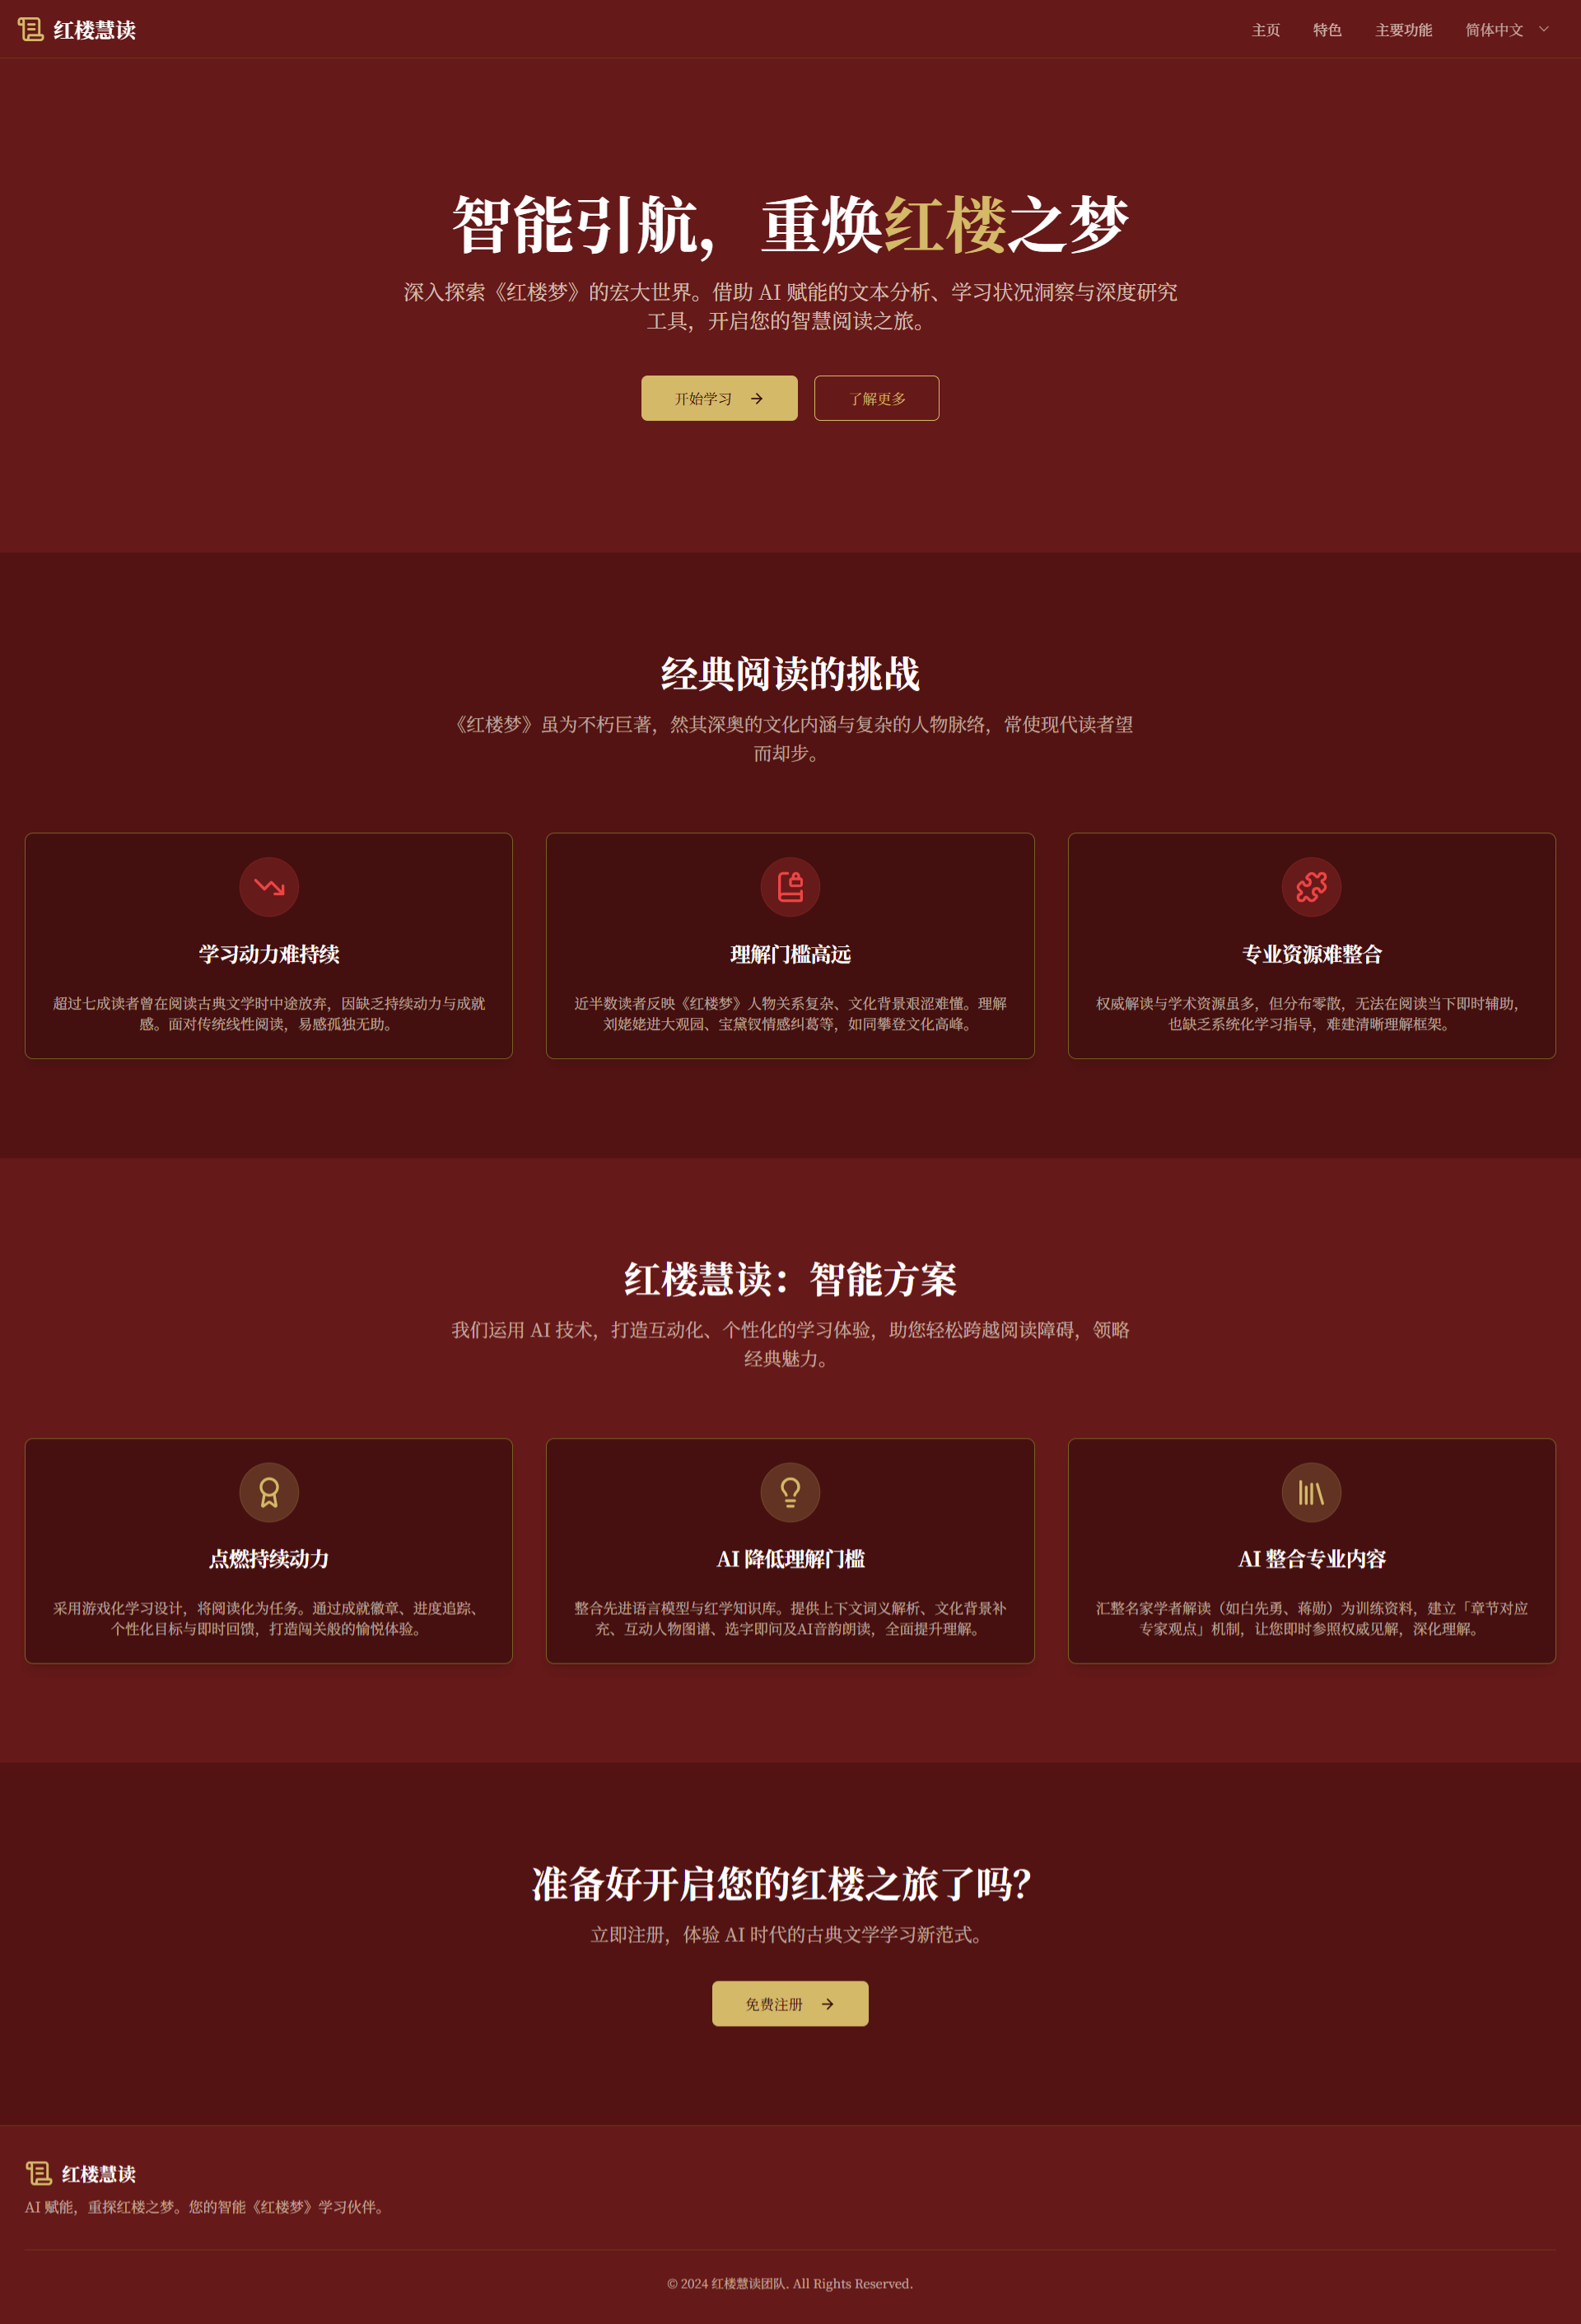 红楼慧读
主页
特色
主要功能
简体中文
智能引航，重焕红楼之梦
深入探索《红楼梦》的宏大世界。借助 AI 赋能的文本分析、学习状况洞察与深度研究
工具，开启您的智慧阅读之旅。
开始学习
了解更多
经典阅读的挑战
《红楼梦》虽为不朽巨著，然其深奥的文化内涵与复杂的人物脉络，常使现代读者望
而却步。
学习动力难持续
超过七成读者曾在阅读古典文学时中途放弃，因缺乏持续动力与成就
感。面对传统线性阅读，易感孤独无助。
理解门槛高远
近半数读者反映《红楼梦》人物关系复杂、文化背景艰涩难懂。理解
刘姥姥进大观园、宝黛钗情感纠葛等，如同攀登文化高峰。
专业资源难整合
权威解读与学术资源虽多，但分布零散，无法在阅读当下即时辅助，
也缺乏系统化学习指导，难建清晰理解框架。
红楼慧读：智能方案
我们运用 AI 技术，打造互动化、个性化的学习体验，助您轻松跨越阅读障碍，领略
经典魅力。
点燃持续动力
采用游戏化学习设计，将阅读化为任务。通过成就徽章、进度追踪、
个性化目标与即时回馈，打造闯关般的愉悦体验。
AI 降低理解门槛
整合先进语言模型与红学知识库。提供上下文词义解析、文化背景补
充、互动人物图谱、选字即问及AI音韵朗读，全面提升理解。
AI 整合专业内容
汇整名家学者解读（如白先勇、蒋勋）为训练资料，建立「章节对应
专家观点」机制，让您即时参照权威见解，深化理解。
准备好开启您的红楼之旅了吗？
立即注册，体验 AI 时代的古典文学学习新范式。
免费注册
红楼慧读
AI 赋能，重探红楼之梦。您的智能《红楼梦》学习伙伴。
© 2024 红楼慧读团队. All Rights Reserved.